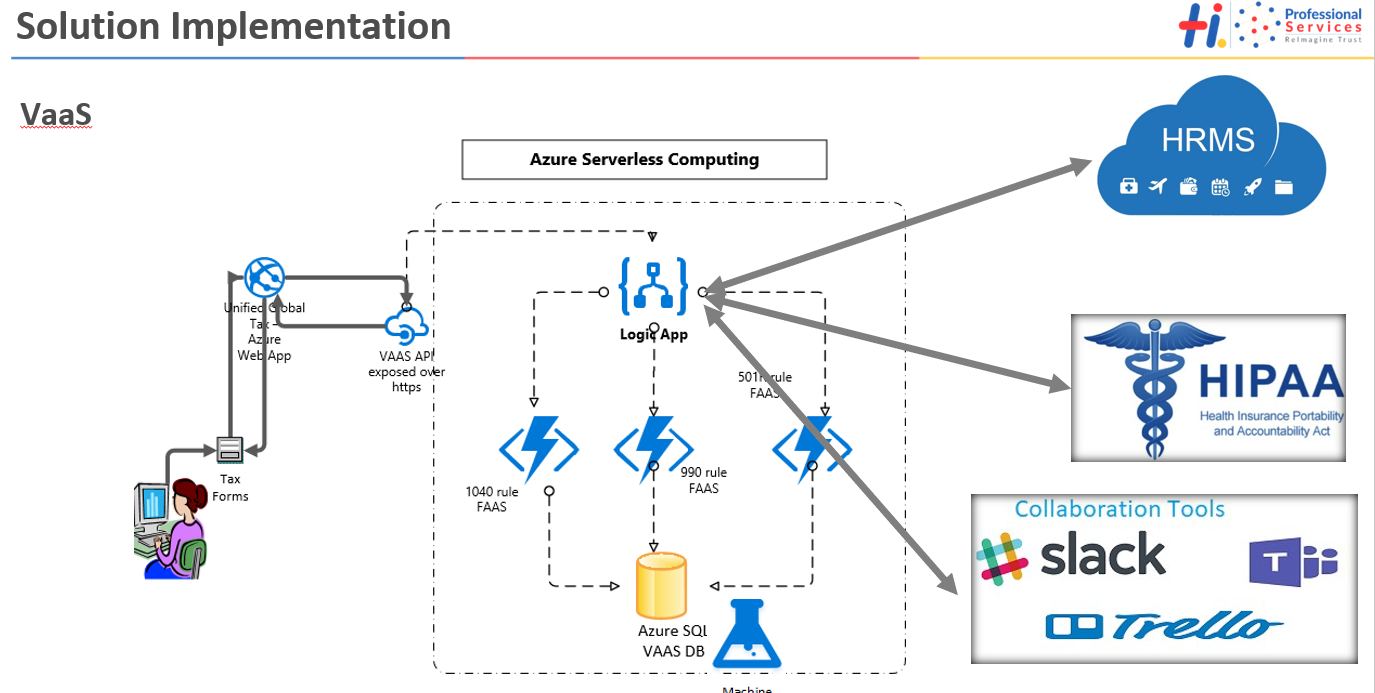 Solution Implementation
Hi.
Professional
Services
ReImagine Trust
VaaS
Azure Serverless Computing
HRMS
Unified Global
Tax –
Azure
Web App
VAAS API
exposed over
https
Logic App
501h rule
FAAS
HIPAA
Health Insurance Portability
and Accountability Act
Tax
Forms
1040 rule
FAAS
990 rule
FAAS
Collaboration Tools
slack
T
Trello
Azure SQL
VAAS DB
Machine